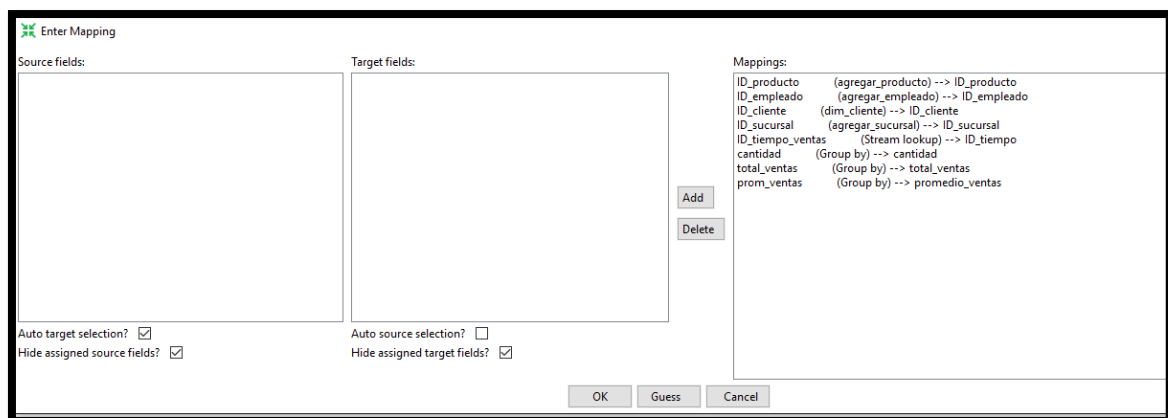 Enter Mapping
Source fields:
Target fields:
Mappings:
ID_producto (agregar_producto) --> ID_producto
ID_empleado (agregar_empleado) --> ID_empleado
ID_cliente (dim_cliente) --> ID_cliente
ID_sucursal (agregar_sucursal) --> ID_sucursal
ID_tiempo_ventas (Stream lookup) --> ID_tiempo
cantidad (Group by) --> cantidad
total_ventas (Group by) --> total_ventas
prom_ventas (Group by) --> promedio_ventas
Add
Delete
Auto target selection?
Auto source selection?
Hide assigned source fields?
Hide assigned target fields?
OK
Guess
Cancel